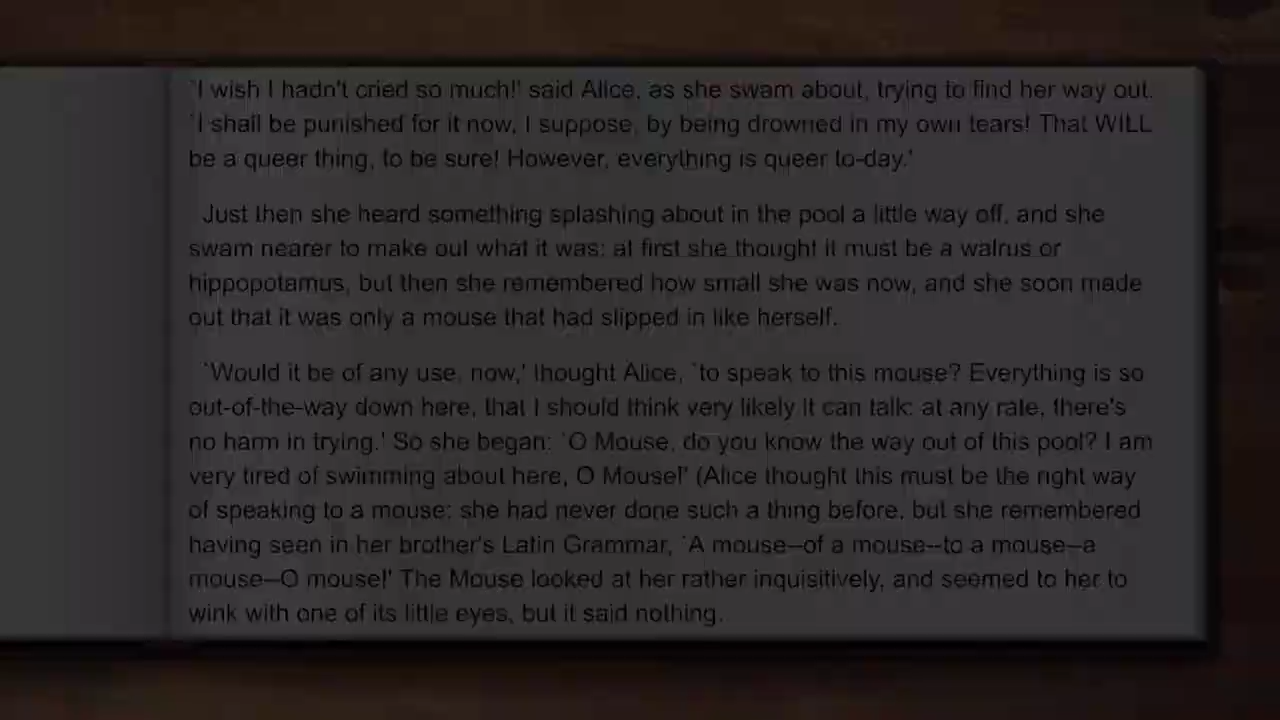 `I wish I hadn't cried so much!' said Alice, as she swam about, trying to find her way out.
`I shall be punished for it now, I suppose, by being drowned in my own tears! That WILL
be a queer thing, to be sure! However, everything is queer to-day.'
Just then she heard something splashing about in the pool a little way off, and she
swam nearer to make out what it was: at first she thought it must be a walrus or
hippopotamus, but then she remembered how small she was now, and she soon made
out that it was only a mouse that had slipped in like herself.
`Would it be of any use, now,' thought Alice, `to speak to this mouse? Everything is so
out-of-the-way down here, that I should think very likely it can talk: at any rate, there's
no harm in trying.' So she began: `O Mouse, do you know the way out of this pool? I am
very tired of swimming about here, O Mouse!' (Alice thought this must be the right way
of speaking to a mouse: she had never done such a thing before, but she remembered
having seen in her brother's Latin Grammar, `A mouse--of a mouse--to a mouse--a
mouse--O mouse!' The Mouse looked at her rather inquisitively, and seemed to her to
wink with one of its little eyes, but it said nothing.